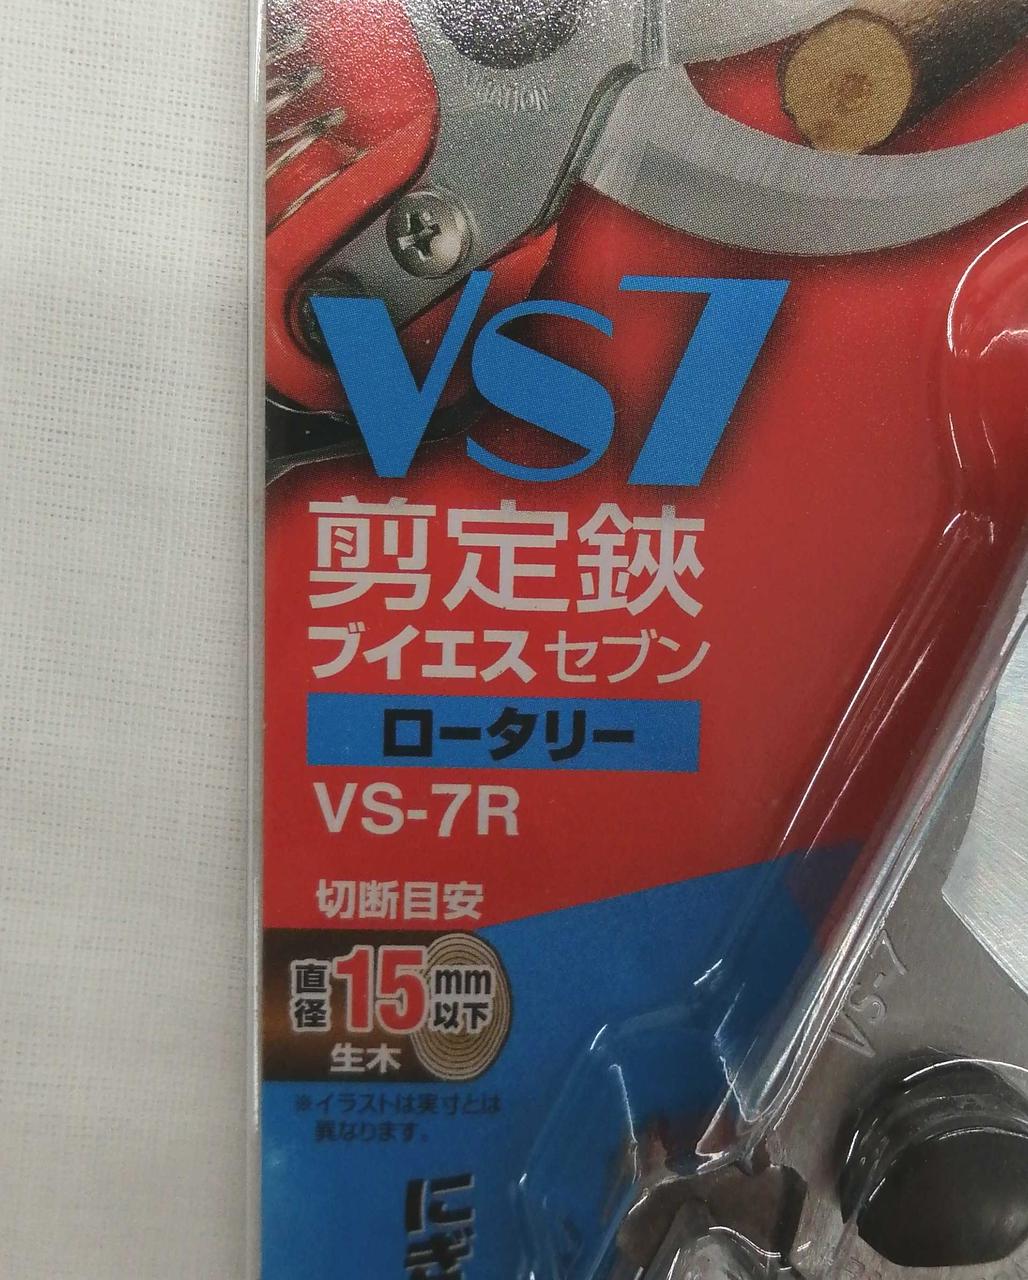 VS7
剪定鋏
ブイエスセブン
ロータリー
VS-7R
切断目安
直径15mm以下
生木
※イラストは実寸とは
異なります。
にぎ
VS-7